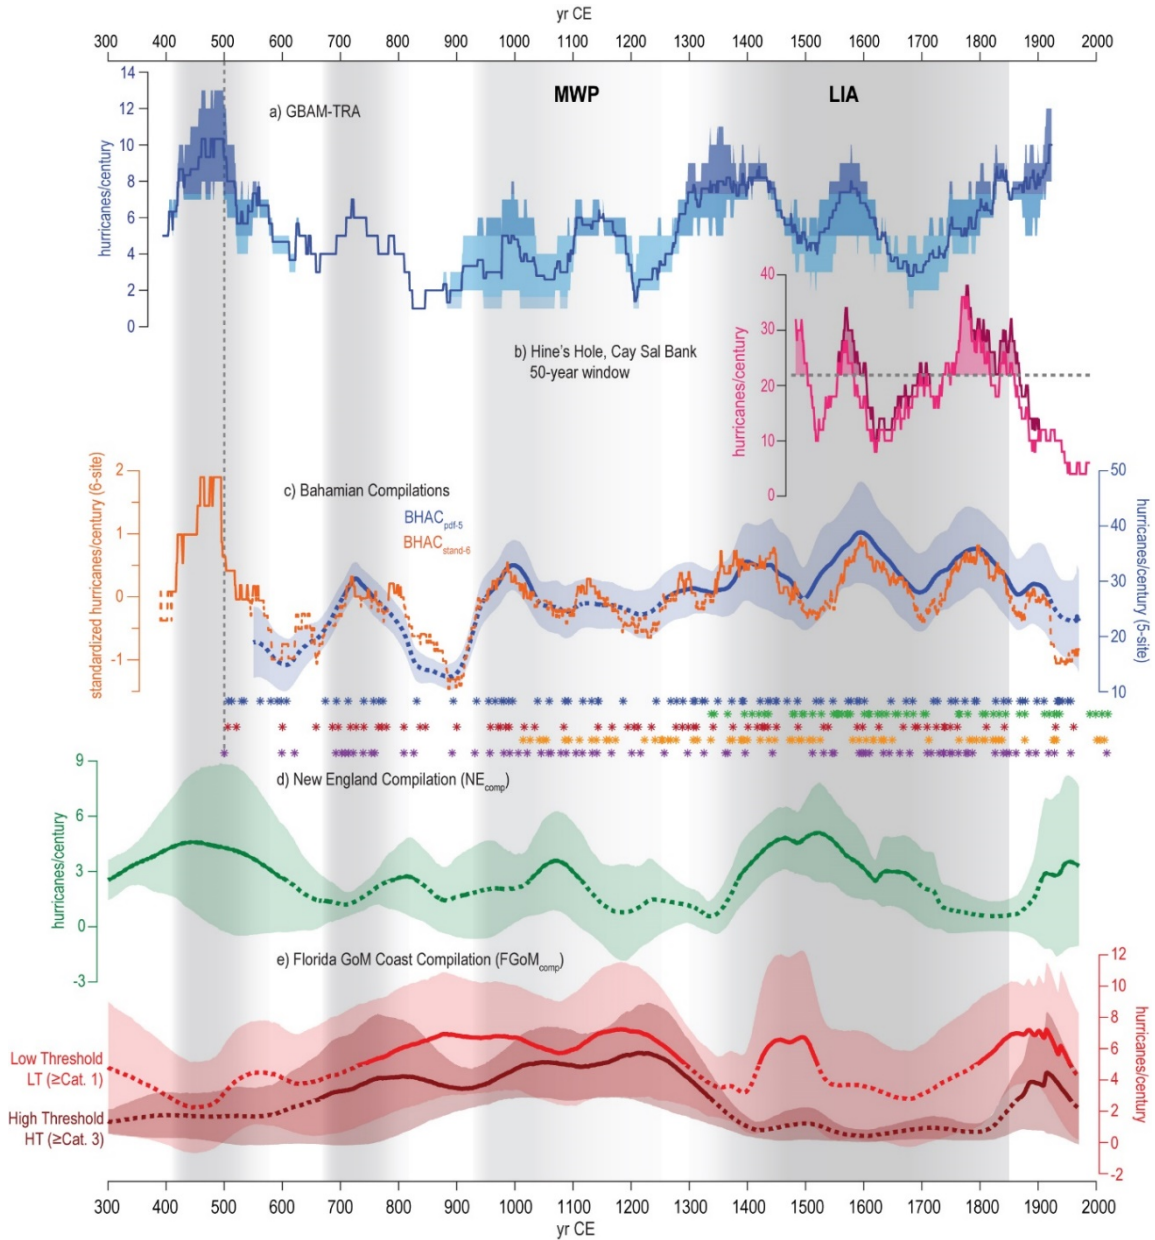 yr CE
300 400 500 600 700 800 900 1000 1100 1200 1300 1400 1500 1600 1700 1800 1900 2000
MWP
LIA
a) GBAM-TRA
hurricanes/century
14
12
10
8
6
4
2
0
b) Hine's Hole, Cay Sal Bank
50-year window
hurricanes/century
40
30
20
10
0
c) Bahamian Compilations
BHACpdf-5
BHACstand-6
standardized hurricanes/century (6-site)
2
1
0
-1
hurricanes/century (5-site)
50
40
30
20
10
d) New England Compilation (NEcomp)
hurricanes/century
9
6
3
0
-3
e) Florida GoM Coast Compilation (FGoMcomp)
Low Threshold
LT (≥Cat. 1)
High Threshold
HT (≥Cat. 3)
hurricanes/century
12
10
8
6
4
2
0
-2
300 400 500 600 700 800 900 1000 1100 1200 1300 1400 1500 1600 1700 1800 1900 2000
yr CE